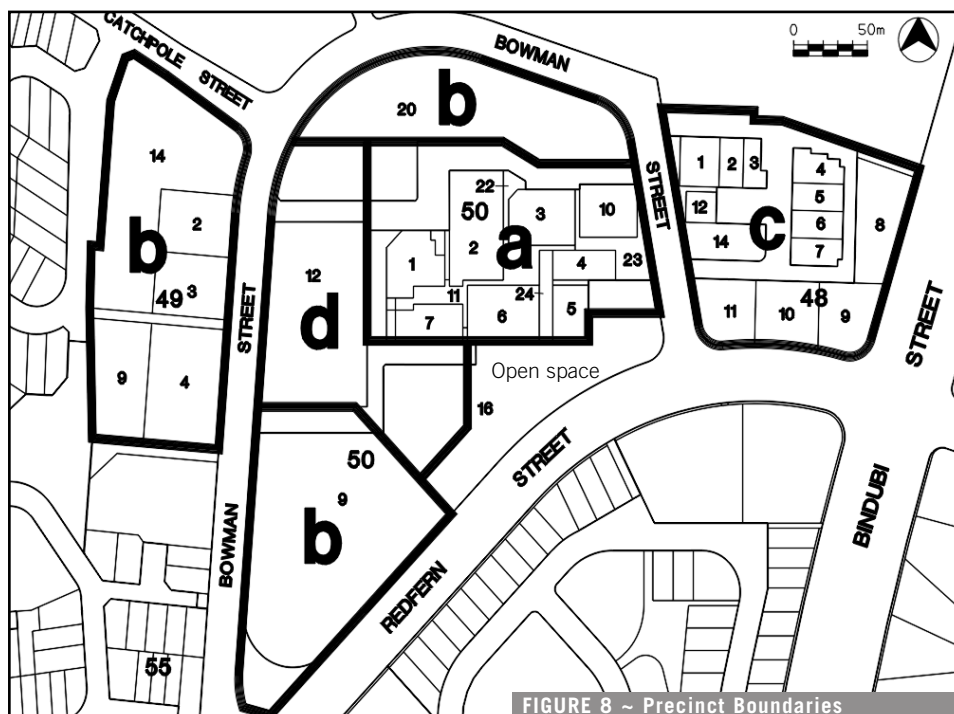 CATCHPOLE STREET
BOWMAN
0 50m
b
20
14
b
2
49
3
9
4
STREET
BOWMAN
STREET
12
d
22
50
a
3
10
2
1
4
23
11
24
7
6
5
Open space
16
50
9
b
1
2
3
4
5
6
7
8
12
14
c
48
11
10
9
STREET
BINDUBI
STREET
REDFERN
55
FIGURE 8 ~ Precinct Boundaries